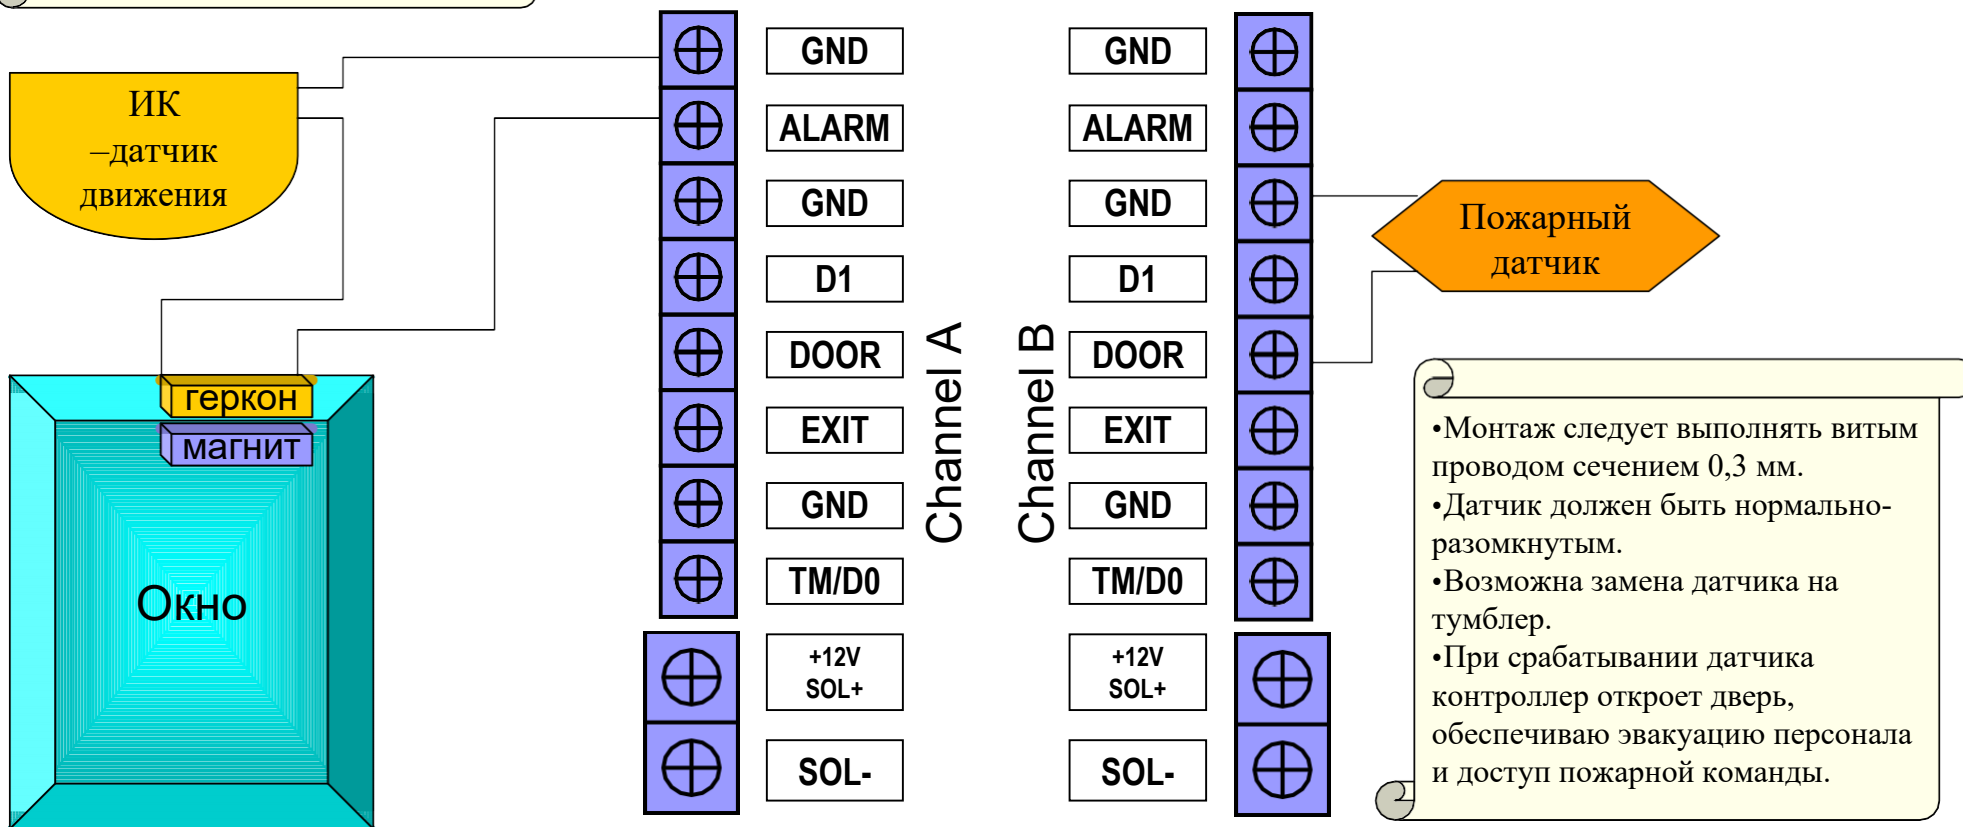 ИК
–датчик
движения
геркон
магнит
Окно
GND
ALARM
GND
D1
DOOR
EXIT
GND
TM/D0
+12V
SOL+
SOL-
Channel A
Channel B
GND
ALARM
GND
D1
DOOR
EXIT
GND
TM/D0
+12V
SOL+
SOL-
Пожарный
датчик
•Монтаж следует выполнять витым
проводом сечением 0,3 мм.
•Датчик должен быть нормально-
разомкнутым.
•Возможна замена датчика на
тумблер.
•При срабатывании датчика
контроллер откроет дверь,
обеспечиваю эвакуацию персонала
и доступ пожарной команды.